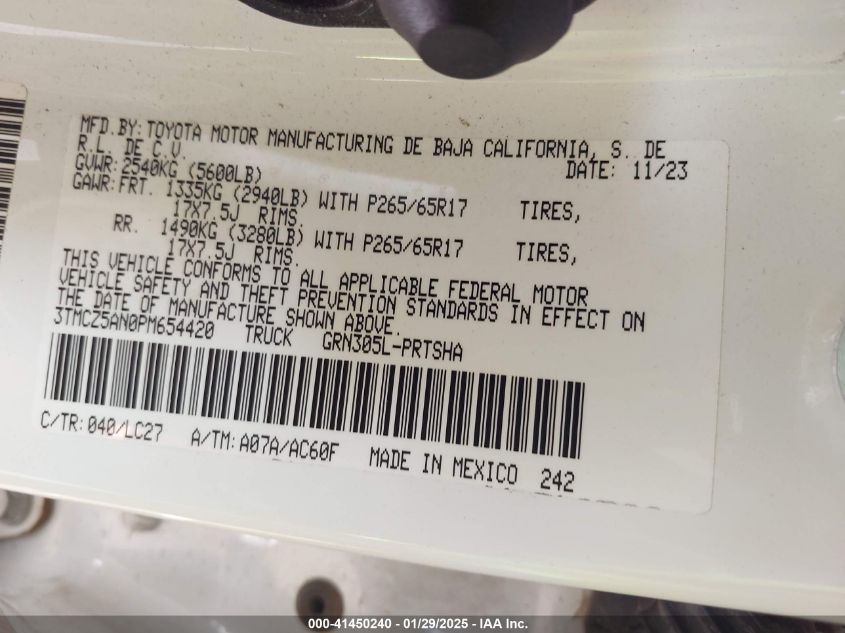 MFD.BY:TOYOTA MOTOR MANUFACTURING DE BAJA CALIFORNIA, S. DE
R.L. DE C.V. DATE: 11/23
GVWR:2540KG (5600LB)
GAWR:FRT. 1335KG (2940LB) WITH P265/65R17 TIRES,
17X7.5J RIMS.
RR. 1490KG (3280LB) WITH P265/65R17 TIRES,
17X7.5J RIMS.
THIS VEHICLE CONFORMS TO ALL APPLICABLE FEDERAL MOTOR
VEHICLE SAFETY AND THEFT PREVENTION STANDARDS IN EFFECT ON
THE DATE OF MANUFACTURE SHOWN ABOVE.
3TMCZ5AN0PM654420 TRUCK GRN305L-PRTSHA
C/TR:040/LC27 A/TM:A07A/AC60F MADE IN MEXICO 242
000-41450240 - 01/29/2025 - IAA Inc.